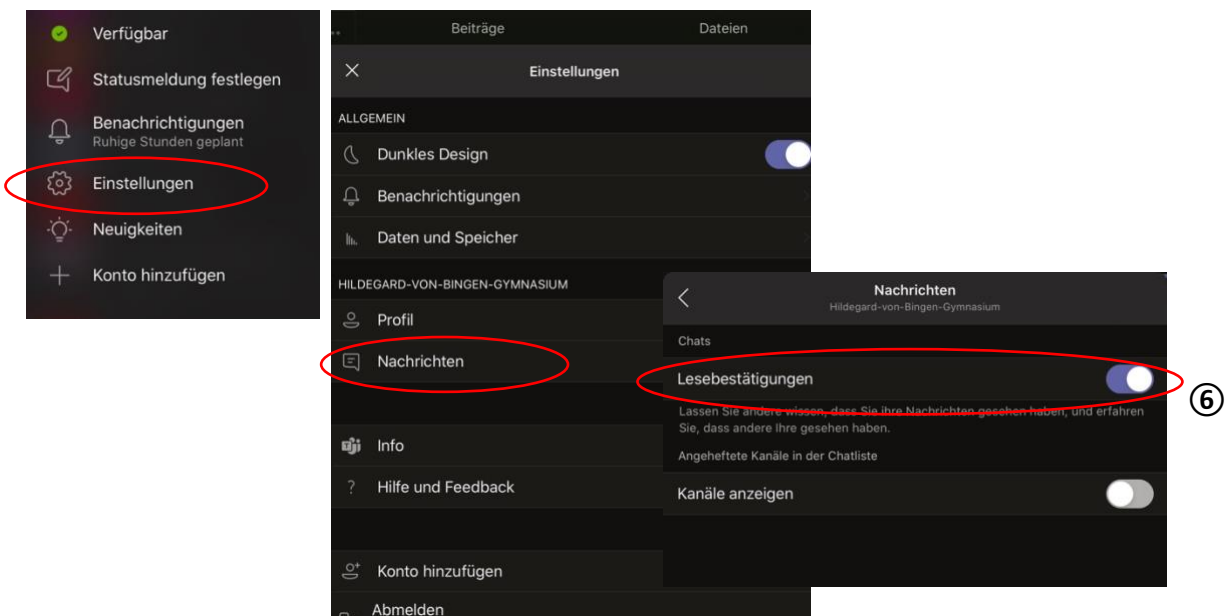 Verfügbar
Statusmeldung festlegen
Benachrichtigungen
Ruhige Stunden geplant
Einstellungen
Neuigkeiten
Konto hinzufügen
Beiträge
Dateien
Einstellungen
ALLGEMEIN
Dunkles Design
Benachrichtigungen
Daten und Speicher
HILDEGARD-VON-BINGEN-GYMNASIUM
Profil
Nachrichten
Info
Hilfe und Feedback
Konto hinzufügen
Abmelden
Nachrichten
Hildegard-von-Bingen-Gymnasium
Chats
Lesebestätigungen
Lassen Sie andere wissen, dass Sie ihre Nachrichten gesehen haben, und erfahren
Sie, dass andere Ihre gesehen haben.
Angeheftete Kanäle in der Chatliste
Kanäle anzeigen
⑥